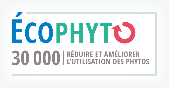 ÉCOPHYTO
30 000 RÉDUIRE ET AMÉLIORER
L'UTILISATION DES PHYTOS